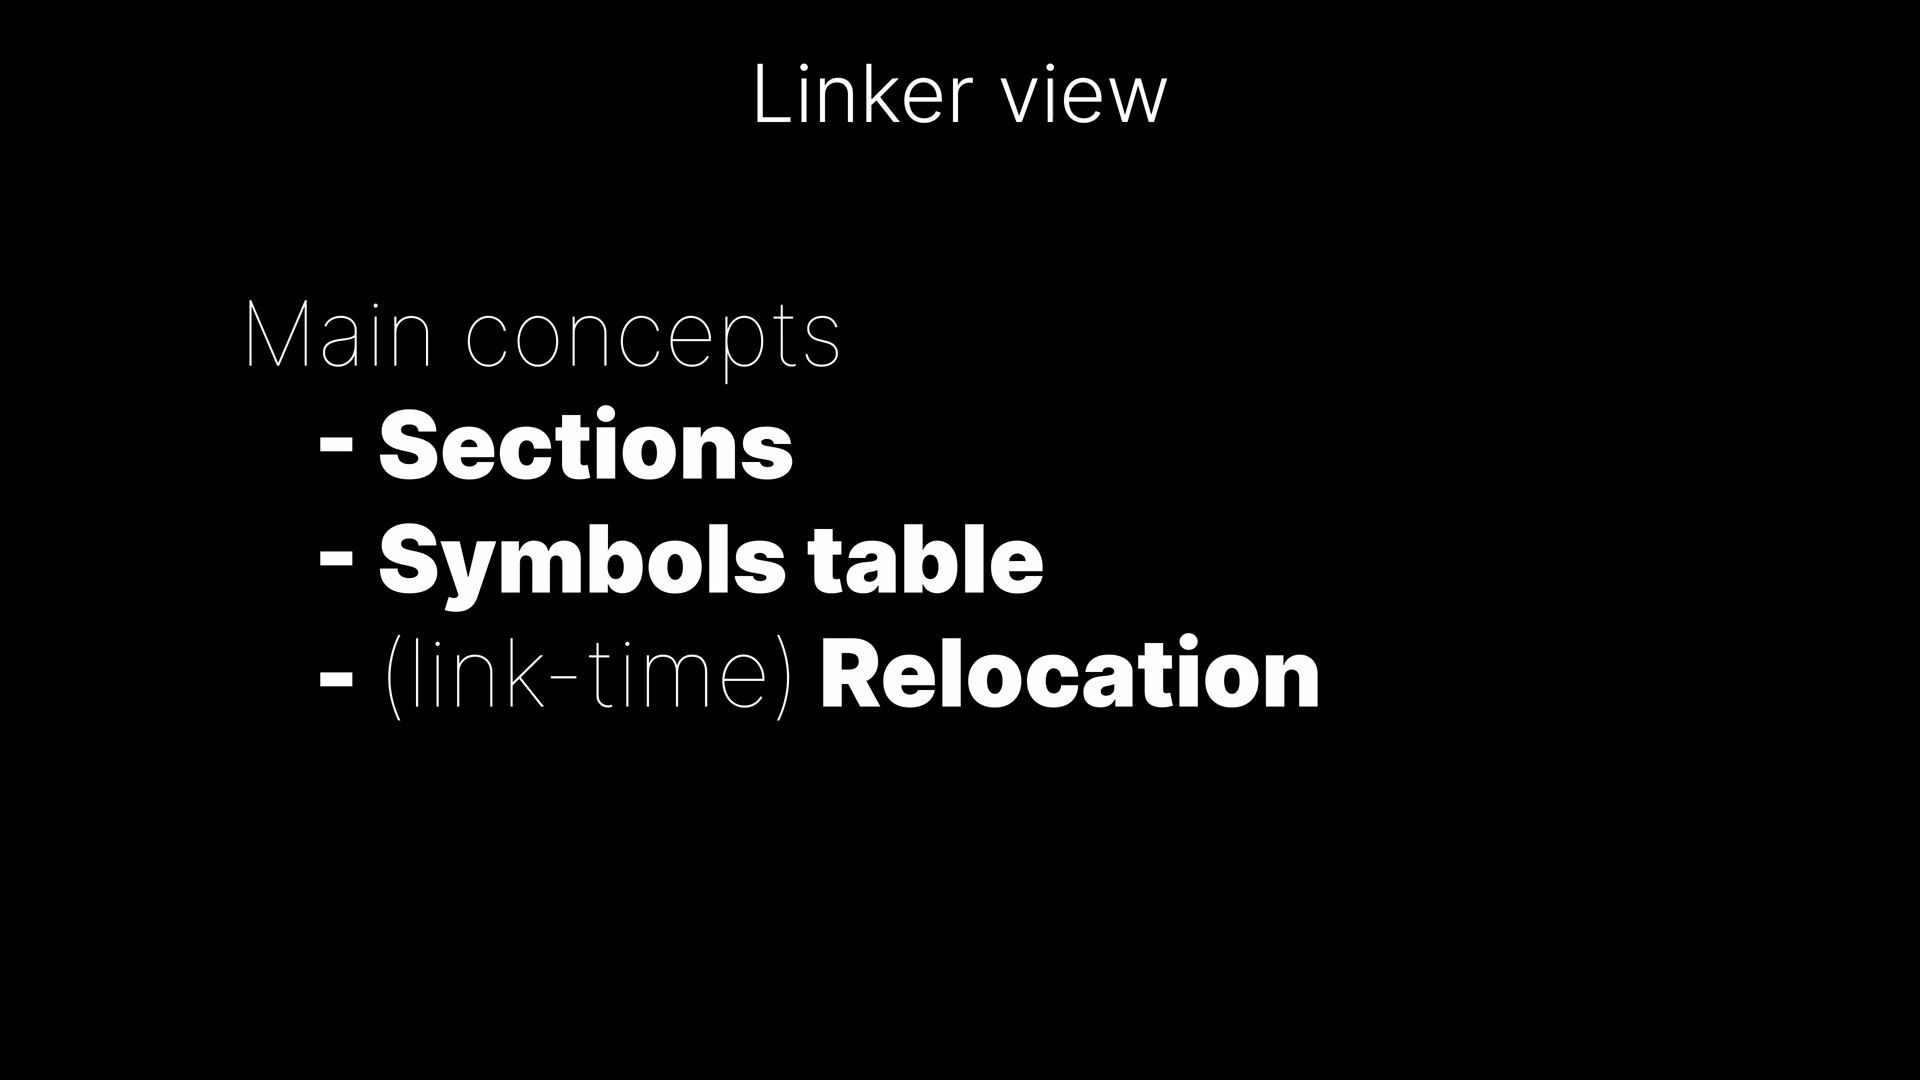 Linker view
Main concepts
- Sections
- Symbols table
- (link-time) Relocation